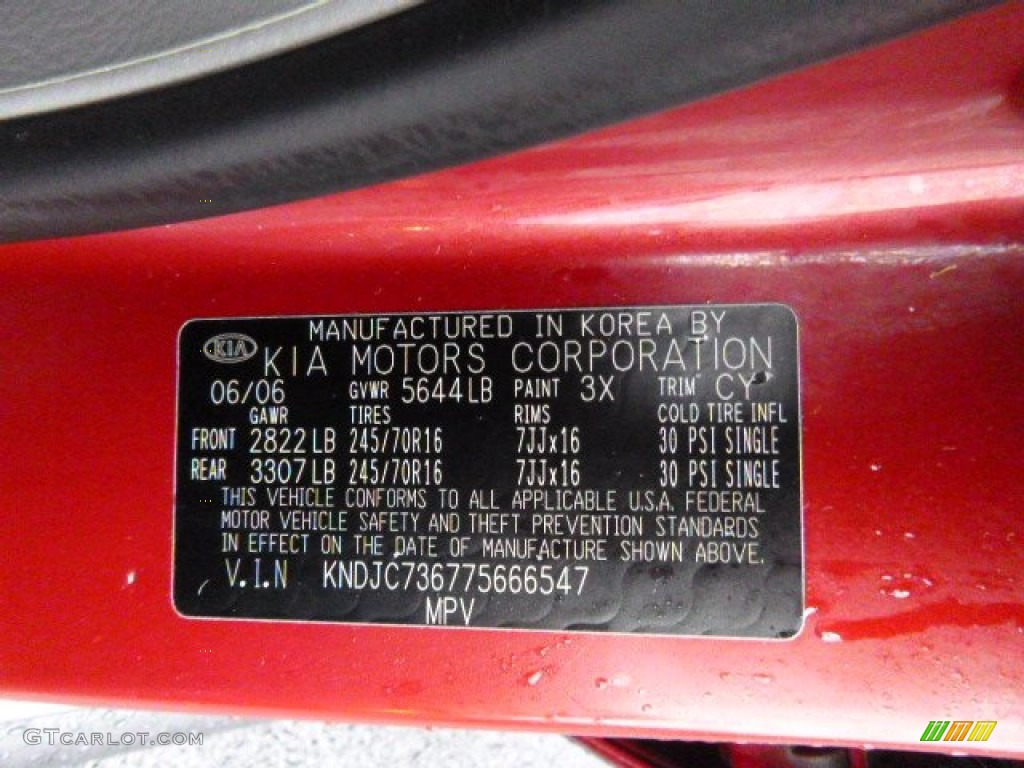 MANUFACTURED IN KOREA BY
KIA KIA MOTORS CORPORATION
06/06 GVWR 5644LB PAINT 3X TRIM CY
GAWR TIRES RIMS COLD TIRE INFL
FRONT 2822LB 245/70R16 7JJx16 30 PSI SINGLE
REAR 3307LB 245/70R16 7JJx16 30 PSI SINGLE
THIS VEHICLE CONFORMS TO ALL APPLICABLE U.S.A. FEDERAL
MOTOR VEHICLE SAFETY AND THEFT PREVENTION STANDARDS
IN EFFECT ON THE DATE OF MANUFACTURE SHOWN ABOVE.
V.I.N KNDJC736775666547
MPV
GTCARLOT.COM